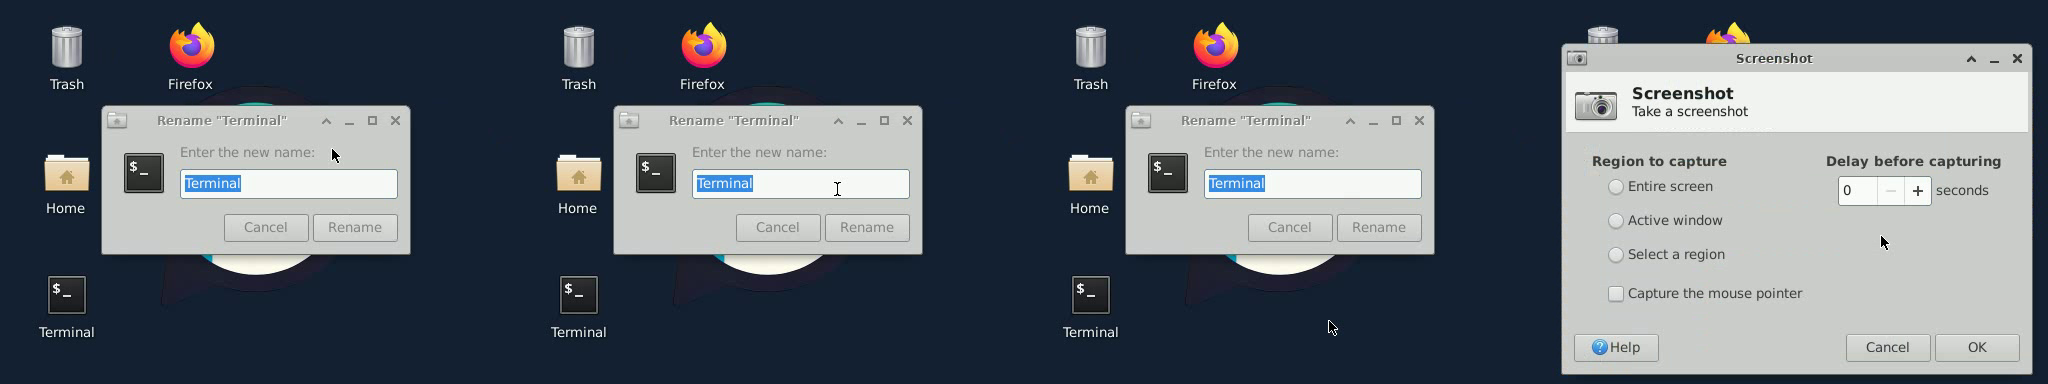 Trash
Firefox
Rename "Terminal"
Enter the new name:
$_
Terminal
Home
Cancel
Rename
$_
Terminal
Trash
Firefox
Rename "Terminal"
Enter the new name:
$_
Terminal
Home
Cancel
Rename
$_
Terminal
Trash
Firefox
Rename "Terminal"
Enter the new name:
$_
Terminal
Home
Cancel
Rename
$_
Terminal
Screenshot
Screenshot
Take a screenshot
Region to capture
Entire screen
Active window
Select a region
Capture the mouse pointer
Delay before capturing
0 − + seconds
?Help
Cancel
OK